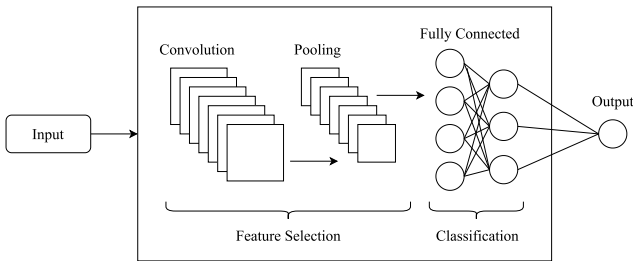 Input
Convolution
Pooling
Fully Connected
Output
Feature Selection
Classification